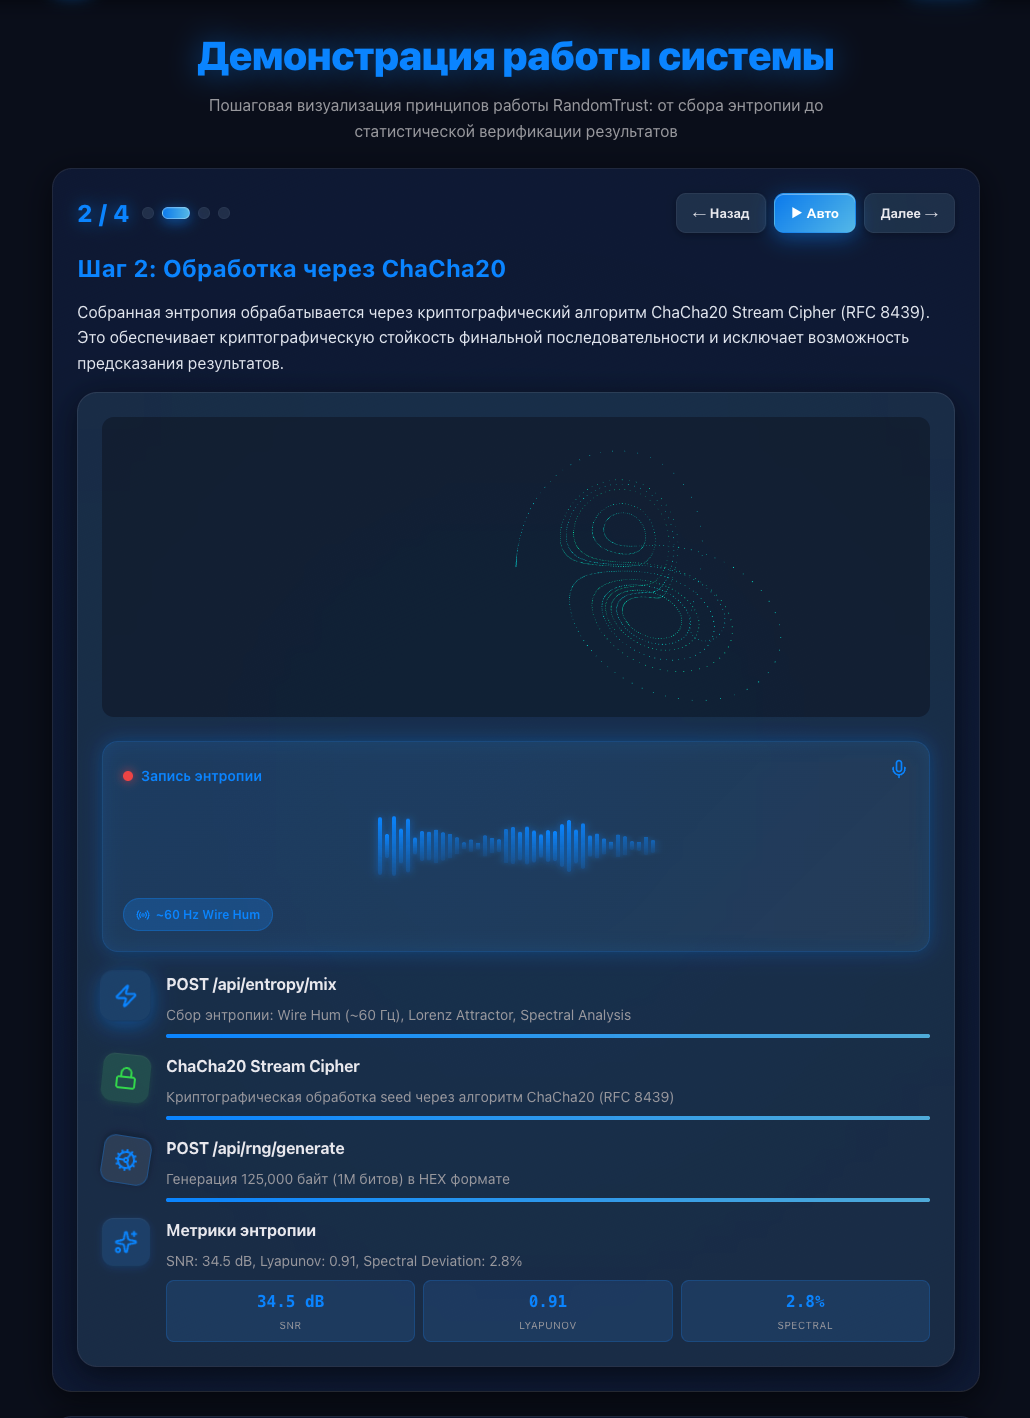 Демонстрация работы системы
Пошаговая визуализация принципов работы RandomTrust: от сбора энтропии до
статистической верификации результатов
2 / 4
← Назад
▶ Авто
Далее →
Шаг 2: Обработка через ChaCha20
Собранная энтропия обрабатывается через криптографический алгоритм ChaCha20 Stream Cipher (RFC 8439).
Это обеспечивает криптографическую стойкость финальной последовательности и исключает возможность
предсказания результатов.
Запись энтропии
~60 Hz Wire Hum
POST /api/entropy/mix
Сбор энтропии: Wire Hum (~60 Гц), Lorenz Attractor, Spectral Analysis
ChaCha20 Stream Cipher
Криптографическая обработка seed через алгоритм ChaCha20 (RFC 8439)
POST /api/rng/generate
Генерация 125,000 байт (1M битов) в HEX формате
Метрики энтропии
SNR: 34.5 dB, Lyapunov: 0.91, Spectral Deviation: 2.8%
34.5 dB
SNR
0.91
LYAPUNOV
2.8%
SPECTRAL